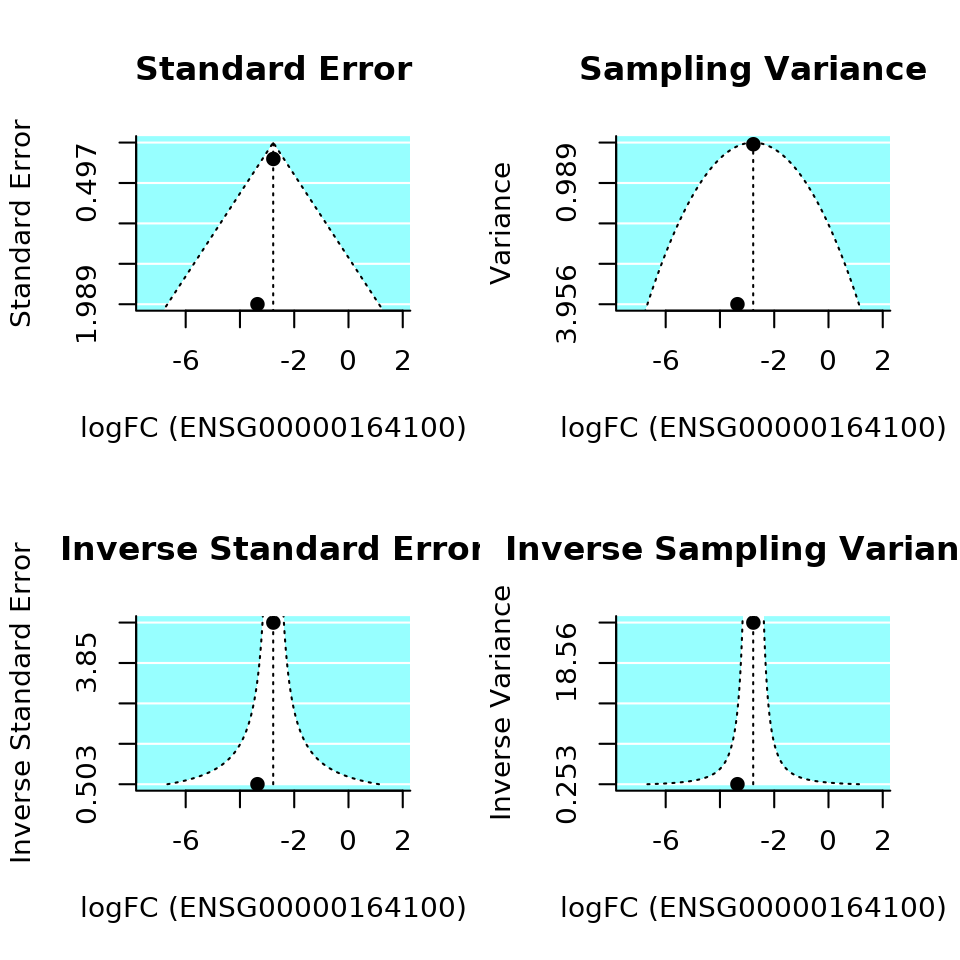 Standard Error
Standard Error
0.497
1.989
-6
-2
0
2
logFC (ENSG00000164100)
Sampling Variance
Variance
0.989
3.956
-6
-2
0
2
logFC (ENSG00000164100)
Inverse Standard Error
Inverse Standard Error
3.85
0.503
-6
-2
0
2
logFC (ENSG00000164100)
Inverse Sampling Varian
Inverse Variance
18.56
0.253
-6
-2
0
2
logFC (ENSG00000164100)